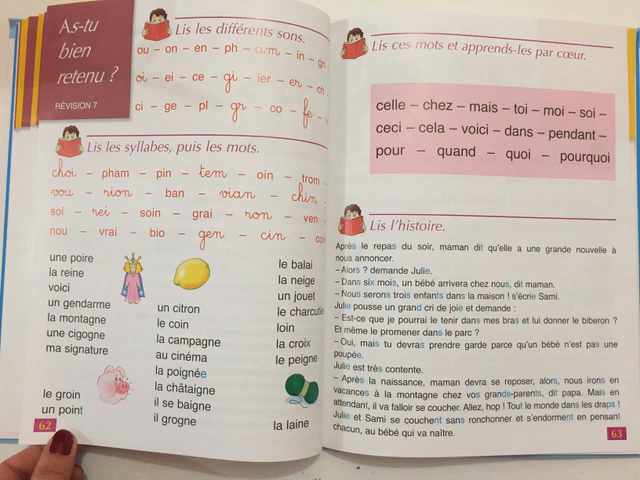 As-tu
bien
retenu ?
RÉVISION 7
Lis les différents sons.
ou – on – en – ph – am – in –
oi – ei – ce – gi – ier – er – ch
ci – ge – pl – gr – co – fe –
Lis les syllabes, puis les mots.
choi – pham – pin – tem – oin – trom
vou – rion – ban – vian – chin
soi – rei – soin – grai – ron – ven
nou – vrai – bio – gen – cin –
une poire
la reine
voici
un gendarme
la montagne
une cigogne
ma signature
le groin
un point
un citron
le coin
la campagne
au cinéma
la poignée
la châtaigne
il se baigne
il grogne
le balai
la neige
un jouet
le charcutier
loin
la croix
le peigne
la laine
62
Lis ces mots et apprends-les par cœur.
celle – chez – mais – toi – moi – soi –
ceci – cela – voici – dans – pendant –
pour – quand – quoi – pourquoi
Lis l'histoire.
Après le repas du soir, maman dit qu'elle a une grande nouvelle à
nous annoncer.
– Alors ? demande Julie.
– Dans six mois, un bébé arrivera chez nous, dit maman.
– Nous serons trois enfants dans la maison ! s'écrie Sami.
Julie pousse un grand cri de joie et demande :
– Est-ce que je pourrai le tenir dans mes bras et lui donner le biberon ?
Et même le promener dans le parc ?
– Oui, mais tu devras prendre garde parce qu'un bébé n'est pas une
poupée.
Julie est très contente.
– Après la naissance, maman devra se reposer, alors, nous irons en
vacances à la montagne chez vos grands-parents, dit papa. Mais en
attendant, il va falloir se coucher. Allez, hop ! Tout le monde dans les draps !
Julie et Sami se couchent sans ronchonner et s'endorment en pensant
chacun, au bébé qui va naître.
63